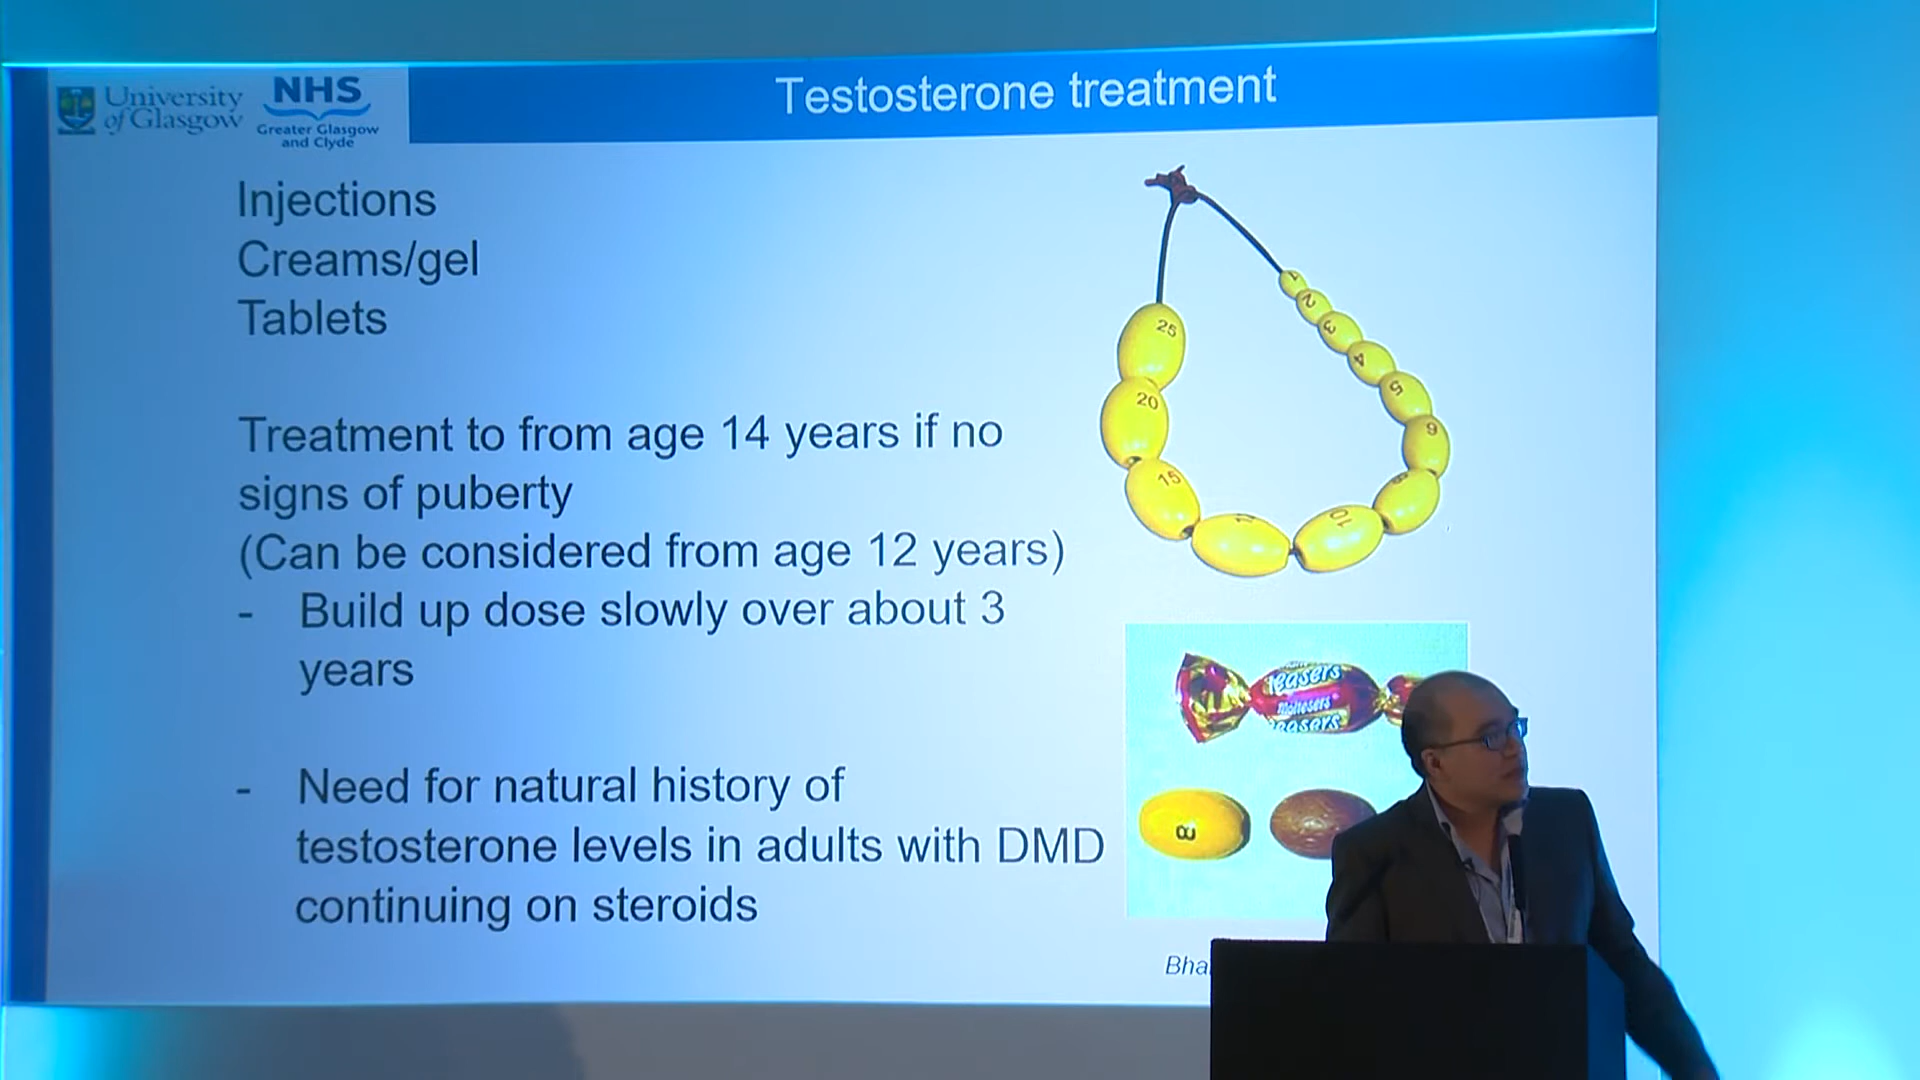 University
of Glasgow
NHS
Greater Glasgow
and Clyde
Testosterone treatment
Injections
Creams/gel
Tablets
Treatment to from age 14 years if no
signs of puberty
(Can be considered from age 12 years)
- Build up dose slowly over about 3
years
- Need for natural history of
testosterone levels in adults with DMD
continuing on steroids
1
2
3
4
5
6
10
15
20
25
teasers
Maltesers
teasers
8